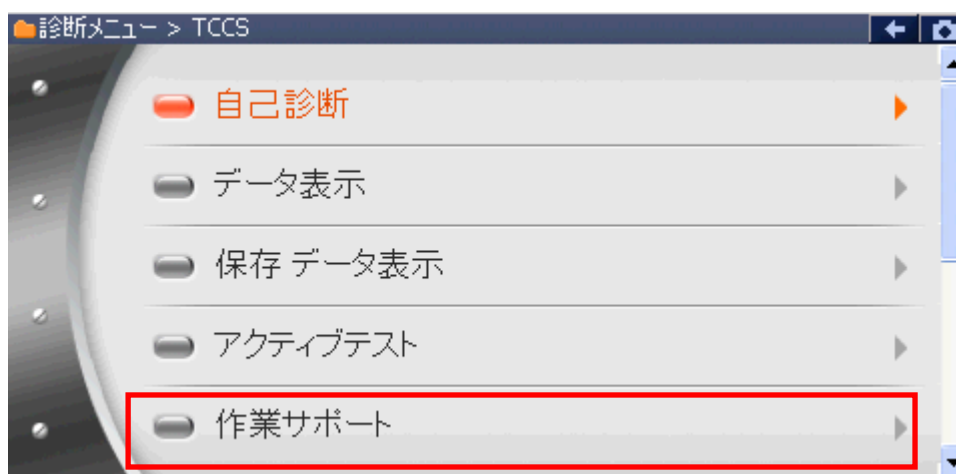 診断メニュー > TCCS
自己診断
データ表示
保存 データ表示
アクティブテスト
作業サポート